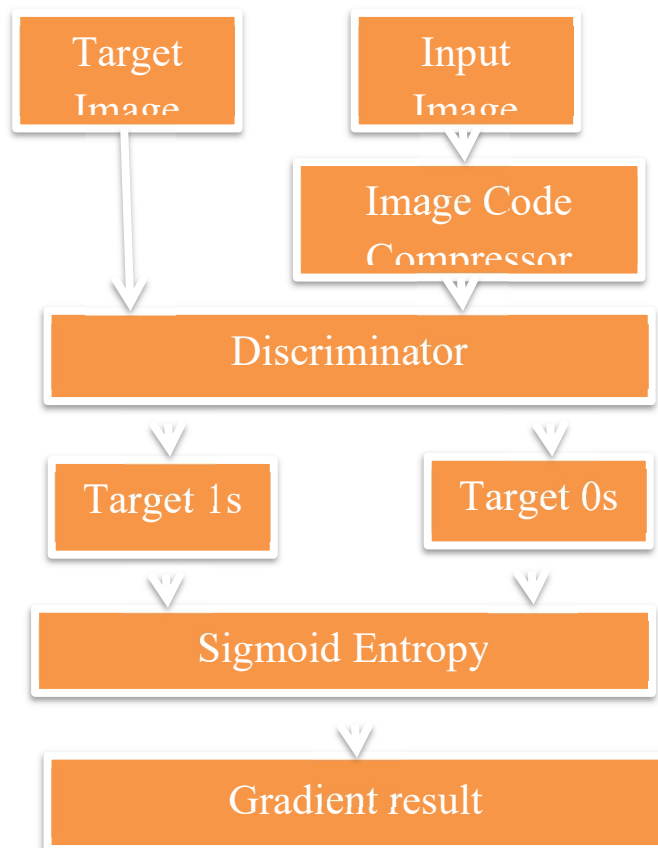 Target
Image
Input
Image
Image Code
Compressor
Discriminator
Target 1s
Target 0s
Sigmoid Entropy
Gradient result